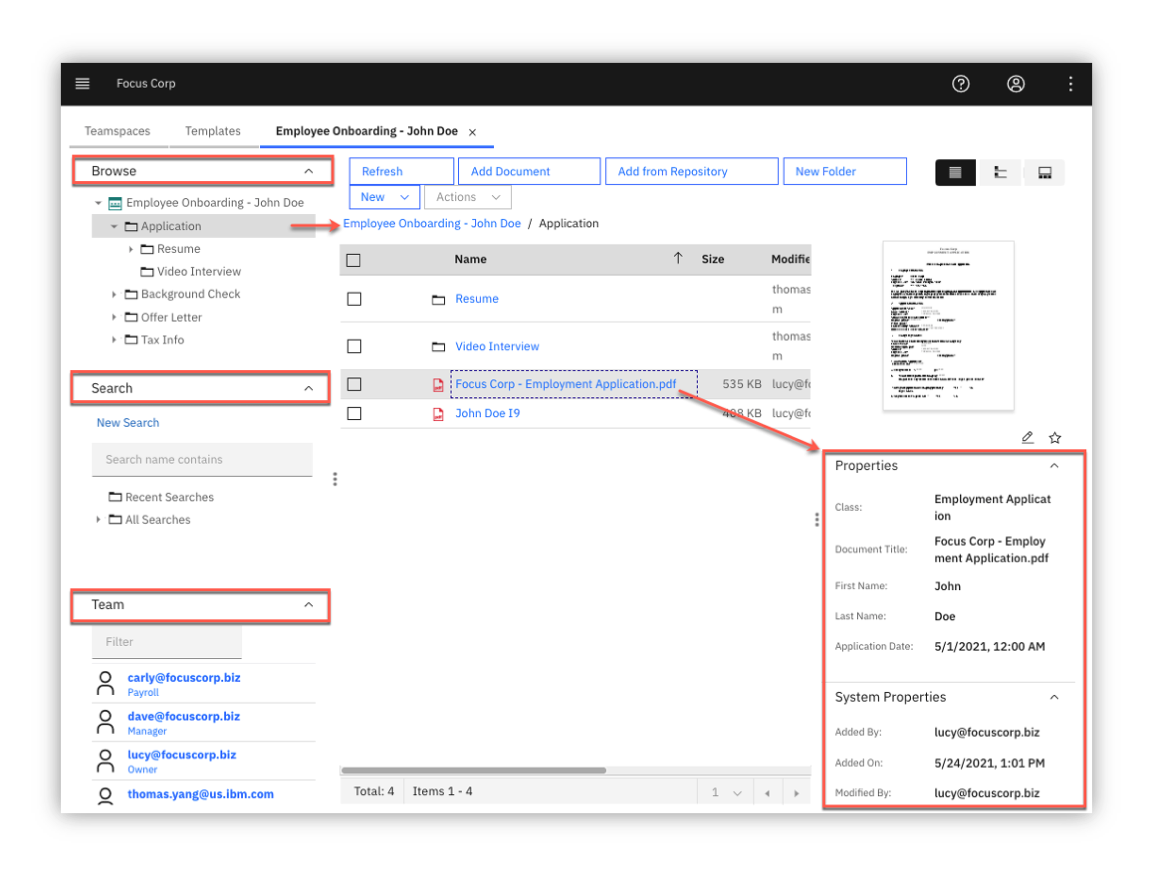 Focus Corp
Teamspaces
Templates
Employee Onboarding - John Doe
Browse
Employee Onboarding - John Doe
Application
Resume
Video Interview
Background Check
Offer Letter
Tax Info
Search
New Search
Search name contains
Recent Searches
All Searches
Team
Filter
carly@focuscorp.biz
Payroll
dave@focuscorp.biz
Manager
lucy@focuscorp.biz
Owner
thomas.yang@us.ibm.com
Refresh
Add Document
Add from Repository
New Folder
New
Actions
Employee Onboarding - John Doe / Application
Name Size Modifie
Resume thomas
m
Video Interview thomas
m
Focus Corp - Employment Application.pdf 535 KB lucy@fo
John Doe I9 408 KB lucy@fo
Total: 4 Items 1 - 4 1
Properties
Class: Employment Applicat
ion
Document Title: Focus Corp - Employ
ment Application.pdf
First Name: John
Last Name: Doe
Application Date: 5/1/2021, 12:00 AM
System Properties
Added By: lucy@focuscorp.biz
Added On: 5/24/2021, 1:01 PM
Modified By: lucy@focuscorp.biz